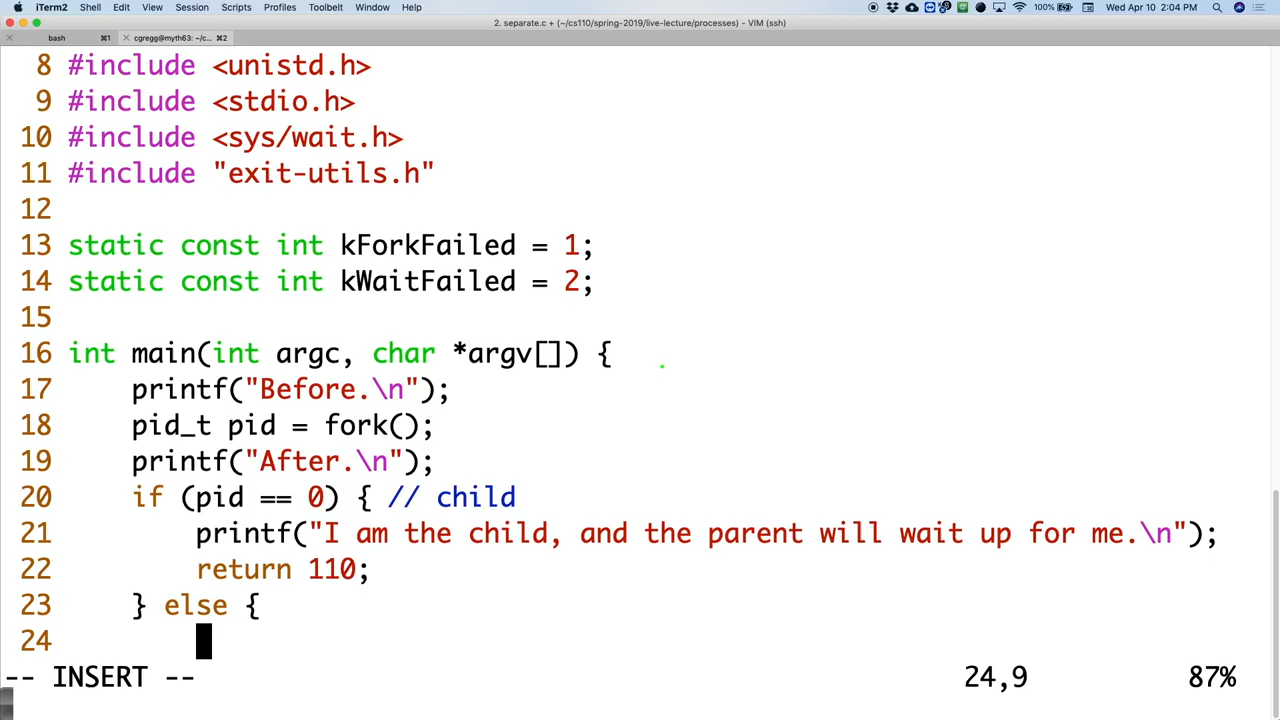 iTerm2 Shell Edit View Session Scripts Profiles Toolbelt Window Help 100% Wed Apr 10 2:04 PM
2. separate.c + (~/cs110/spring-2019/live-lecture/processes) - VIM (ssh)
bash ⌘1 cgregg@myth63: ~/c... ⌘2
8 #include <unistd.h>
9 #include <stdio.h>
10 #include <sys/wait.h>
11 #include "exit-utils.h"
12
13 static const int kForkFailed = 1;
14 static const int kWaitFailed = 2;
15
16 int main(int argc, char *argv[]) {
17     printf("Before.\n");
18     pid_t pid = fork();
19     printf("After.\n");
20     if (pid == 0) { // child
21         printf("I am the child, and the parent will wait up for me.\n");
22         return 110;
23     } else {
24
-- INSERT -- 24,9 87%